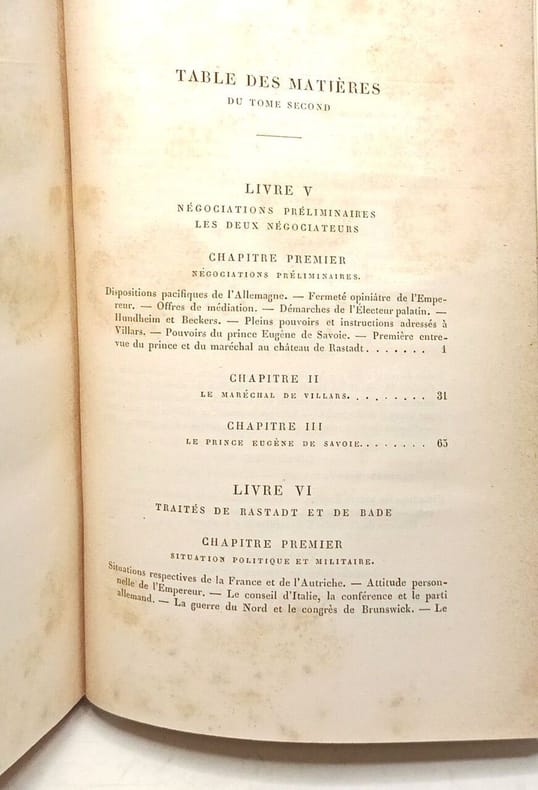 TABLE DES MATIÈRES
DU TOME SECOND
LIVRE V
NÉGOCIATIONS PRÉLIMINAIRES
LES DEUX NÉGOCIATEURS
CHAPITRE PREMIER
NÉGOCIATIONS PRÉLIMINAIRES.
Dispositions pacifiques de l'Allemagne. — Fermeté opiniâtre de l'Empe-
reur. — Offres de médiation. — Démarches de l'Électeur palatin. —
Hundheim et Beckers. — Pleins pouvoirs et instructions adressés à
Villars. — Pouvoirs du prince Eugène de Savoie. — Première entre-
vue du prince et du maréchal au château de Rastadt. . . . . . . 1
CHAPITRE II
LE MARÉCHAL DE VILLARS. . . . . . . . . 31
CHAPITRE III
LE PRINCE EUGÈNE DE SAVOIE. . . . . . . . 65
LIVRE VI
TRAITÉS DE RASTADT ET DE BADE
CHAPITRE PREMIER
SITUATION POLITIQUE ET MILITAIRE.
Situations respectives de la France et de l'Autriche. — Attitude person-
nelle de l'Empereur. — Le conseil d'Italie, la conférence et le parti
allemand. — La guerre du Nord et le congrès de Brunswick. — Le